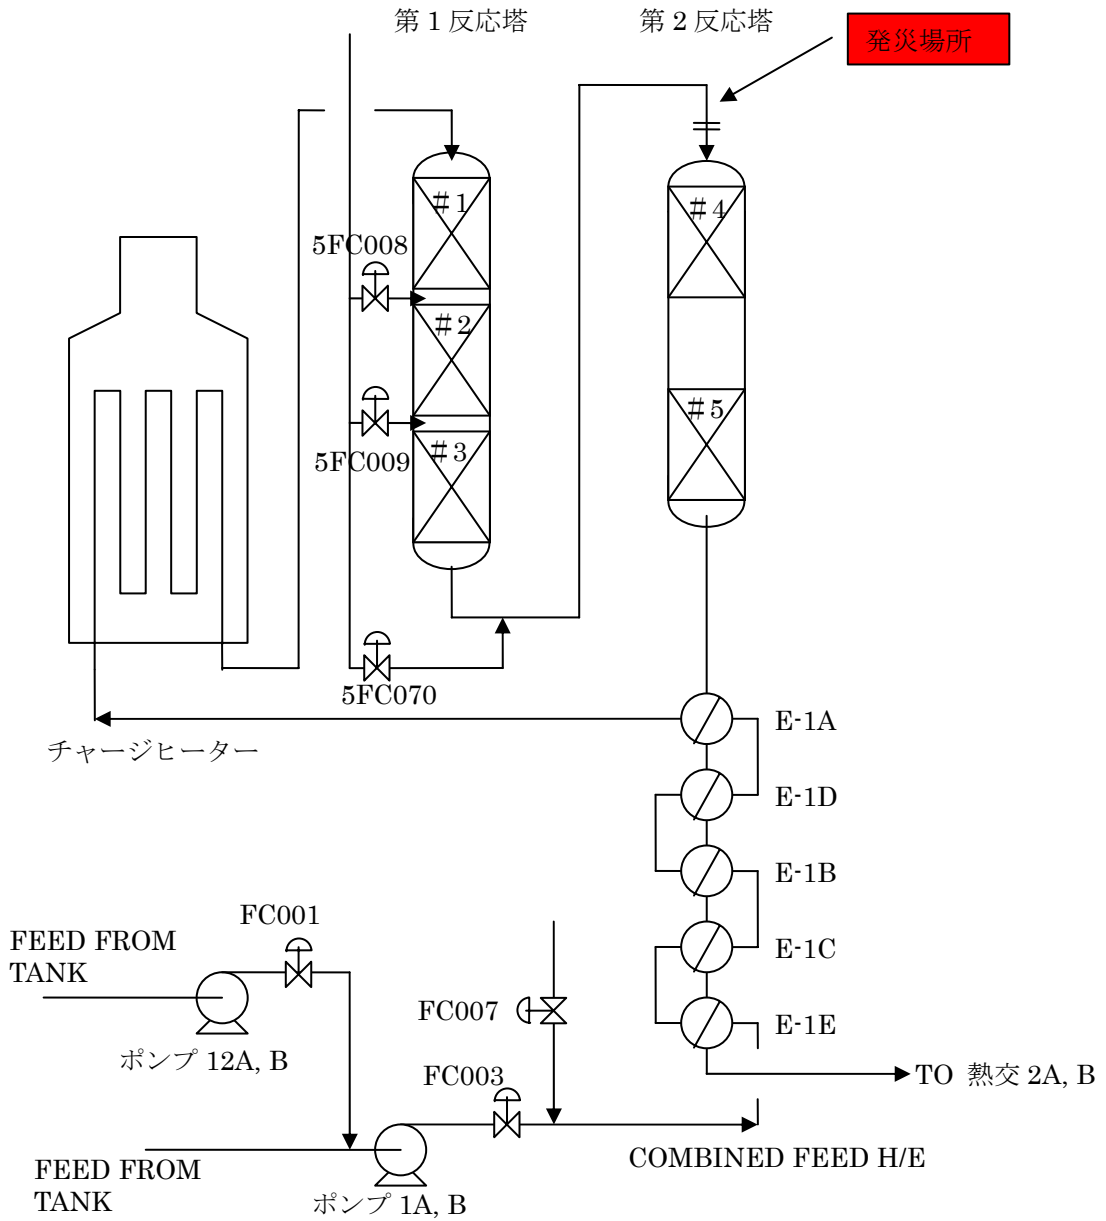 第1反応塔
第2反応塔
発災場所
#1
#4
5FC008
#2
#5
#3
5FC009
5FC070
E-1A
チャージヒーター
E-1D
E-1B
FC001
FEED FROM
TANK
E-1C
FC007
E-1E
ポンプ 12A, B
FC003
TO 熱交 2A, B
FEED FROM
TANK
COMBINED FEED H/E
ポンプ 1A, B